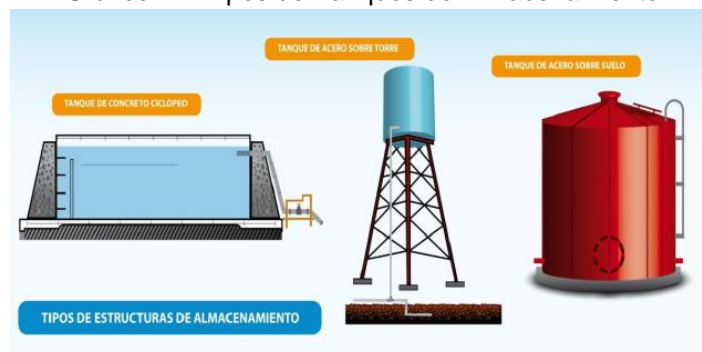 TANQUE DE ACERO SOBRE TORRE
TANQUE DE ACERO SOBRE SUELO
TANQUE DE CONCRETO CICLÓPEO
TIPOS DE ESTRUCTURAS DE ALMACENAMIENTO